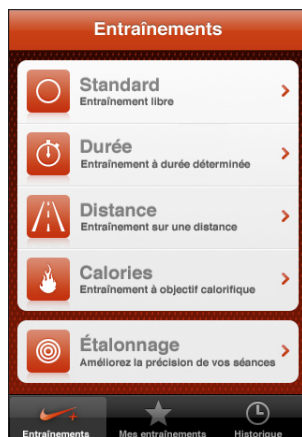 Entraînements
Standard
Entraînement libre
Durée
Entraînement à durée déterminée
Distance
Entraînement sur une distance
Calories
Entraînement à objectif calorifique
Étalonnage
Améliorez la précision de vos séances
Entraînements Mes entraînements Historique